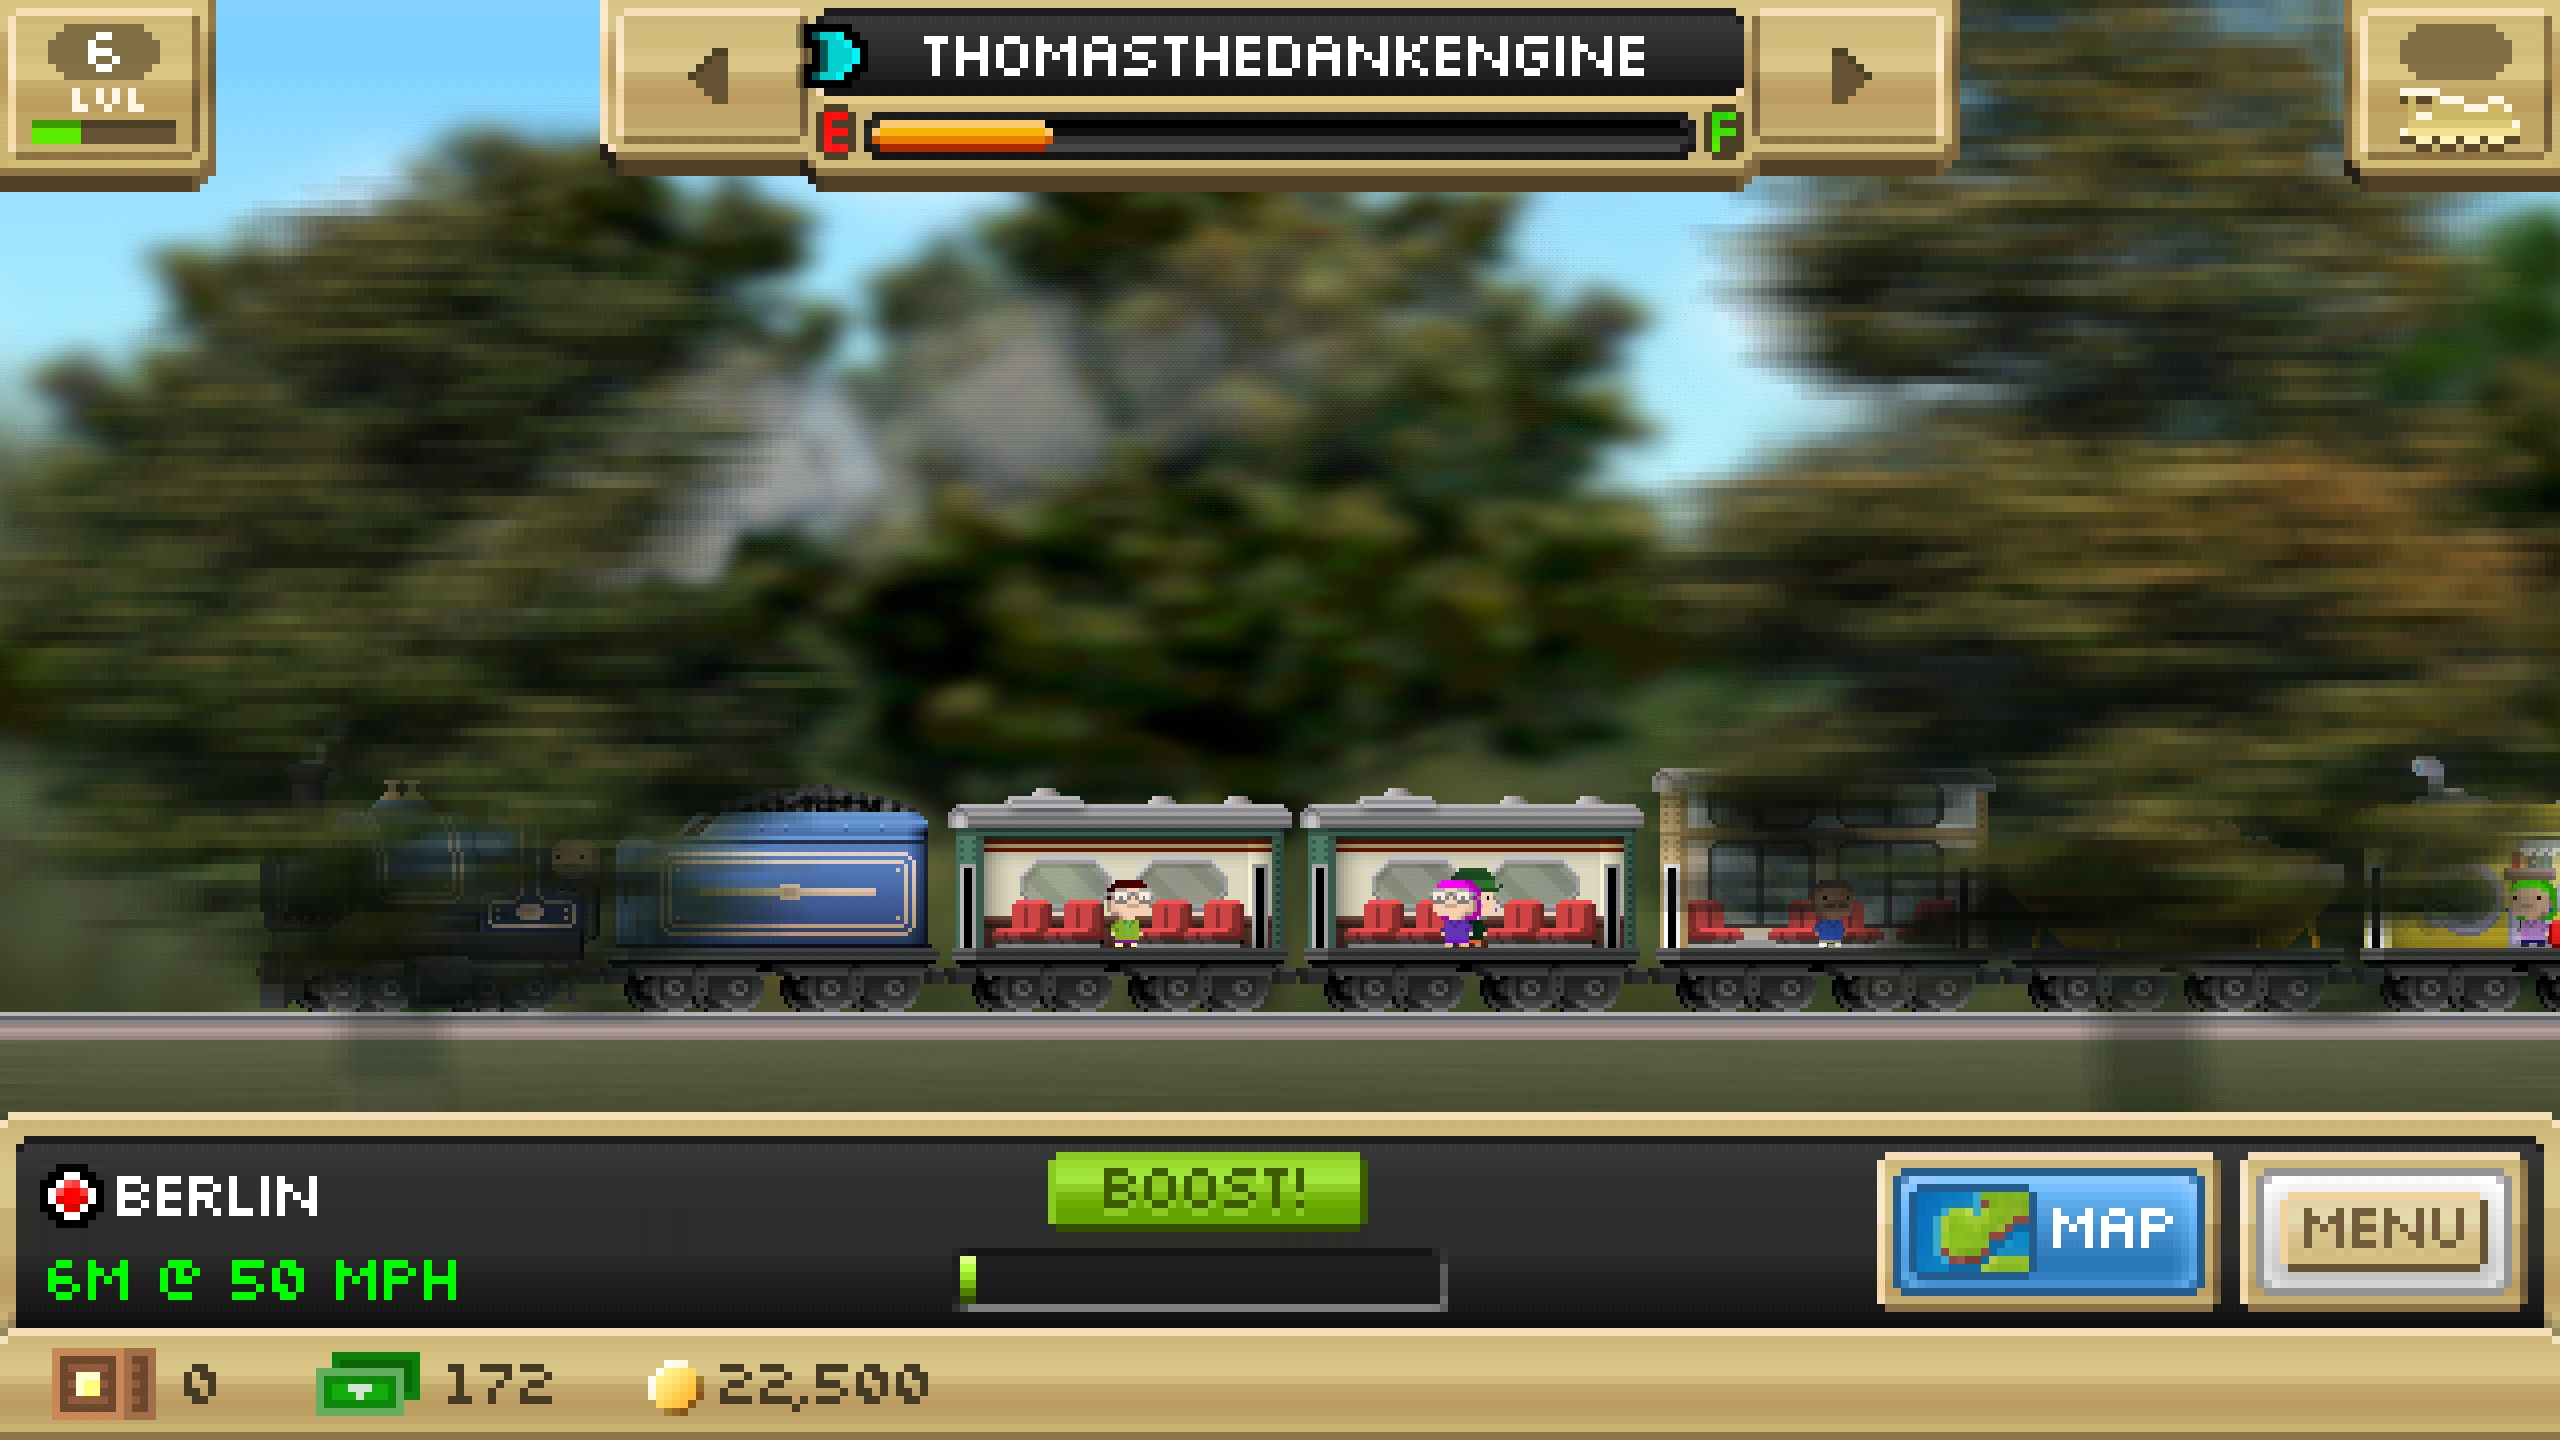 6
LVL
THOMASTHEDANKENGINE
E F
BERLIN
6M @ 50 MPH
BOOST!
MAP
MENU
0
172
22,500